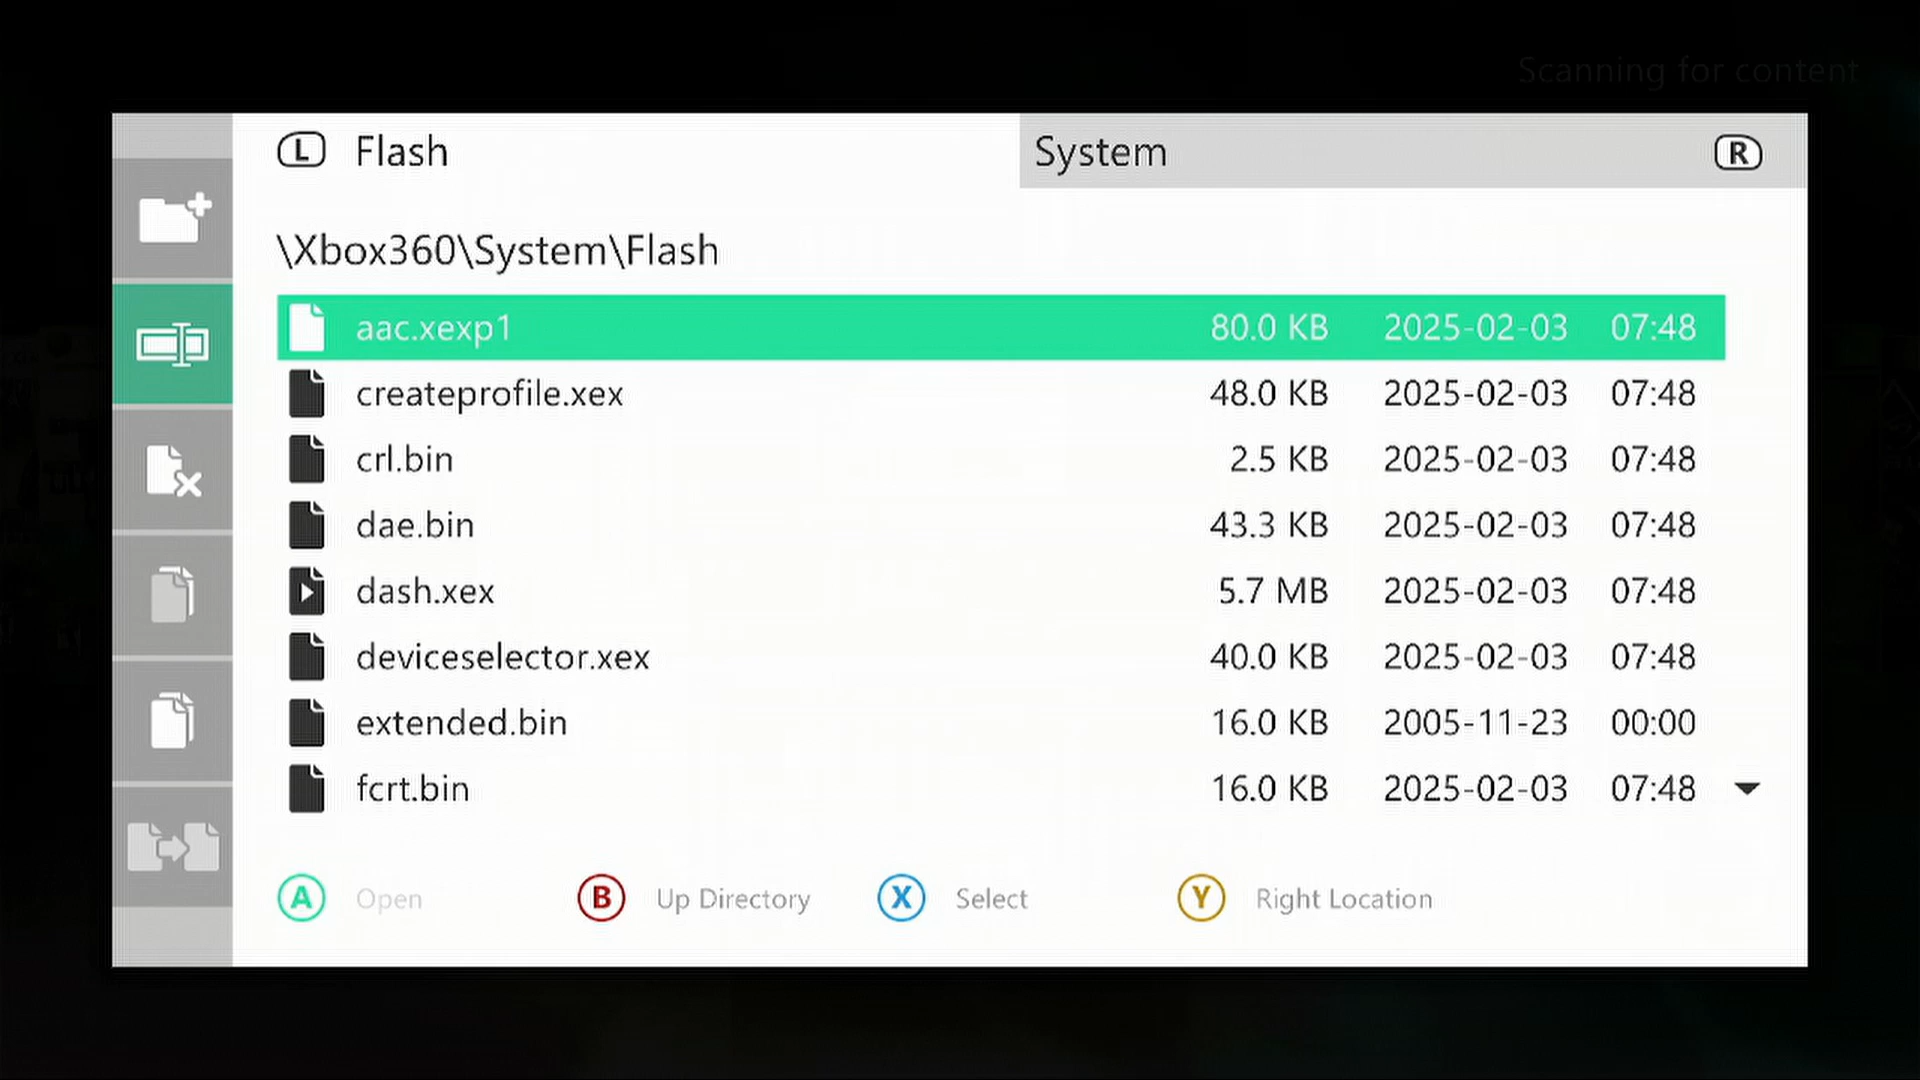 Scanning for content
L Flash
System R
\Xbox360\System\Flash
aac.xexp1 80.0 KB 2025-02-03 07:48
createprofile.xex 48.0 KB 2025-02-03 07:48
crl.bin 2.5 KB 2025-02-03 07:48
dae.bin 43.3 KB 2025-02-03 07:48
dash.xex 5.7 MB 2025-02-03 07:48
deviceselector.xex 40.0 KB 2025-02-03 07:48
extended.bin 16.0 KB 2005-11-23 00:00
fcrt.bin 16.0 KB 2025-02-03 07:48
A Open B Up Directory X Select Y Right Location